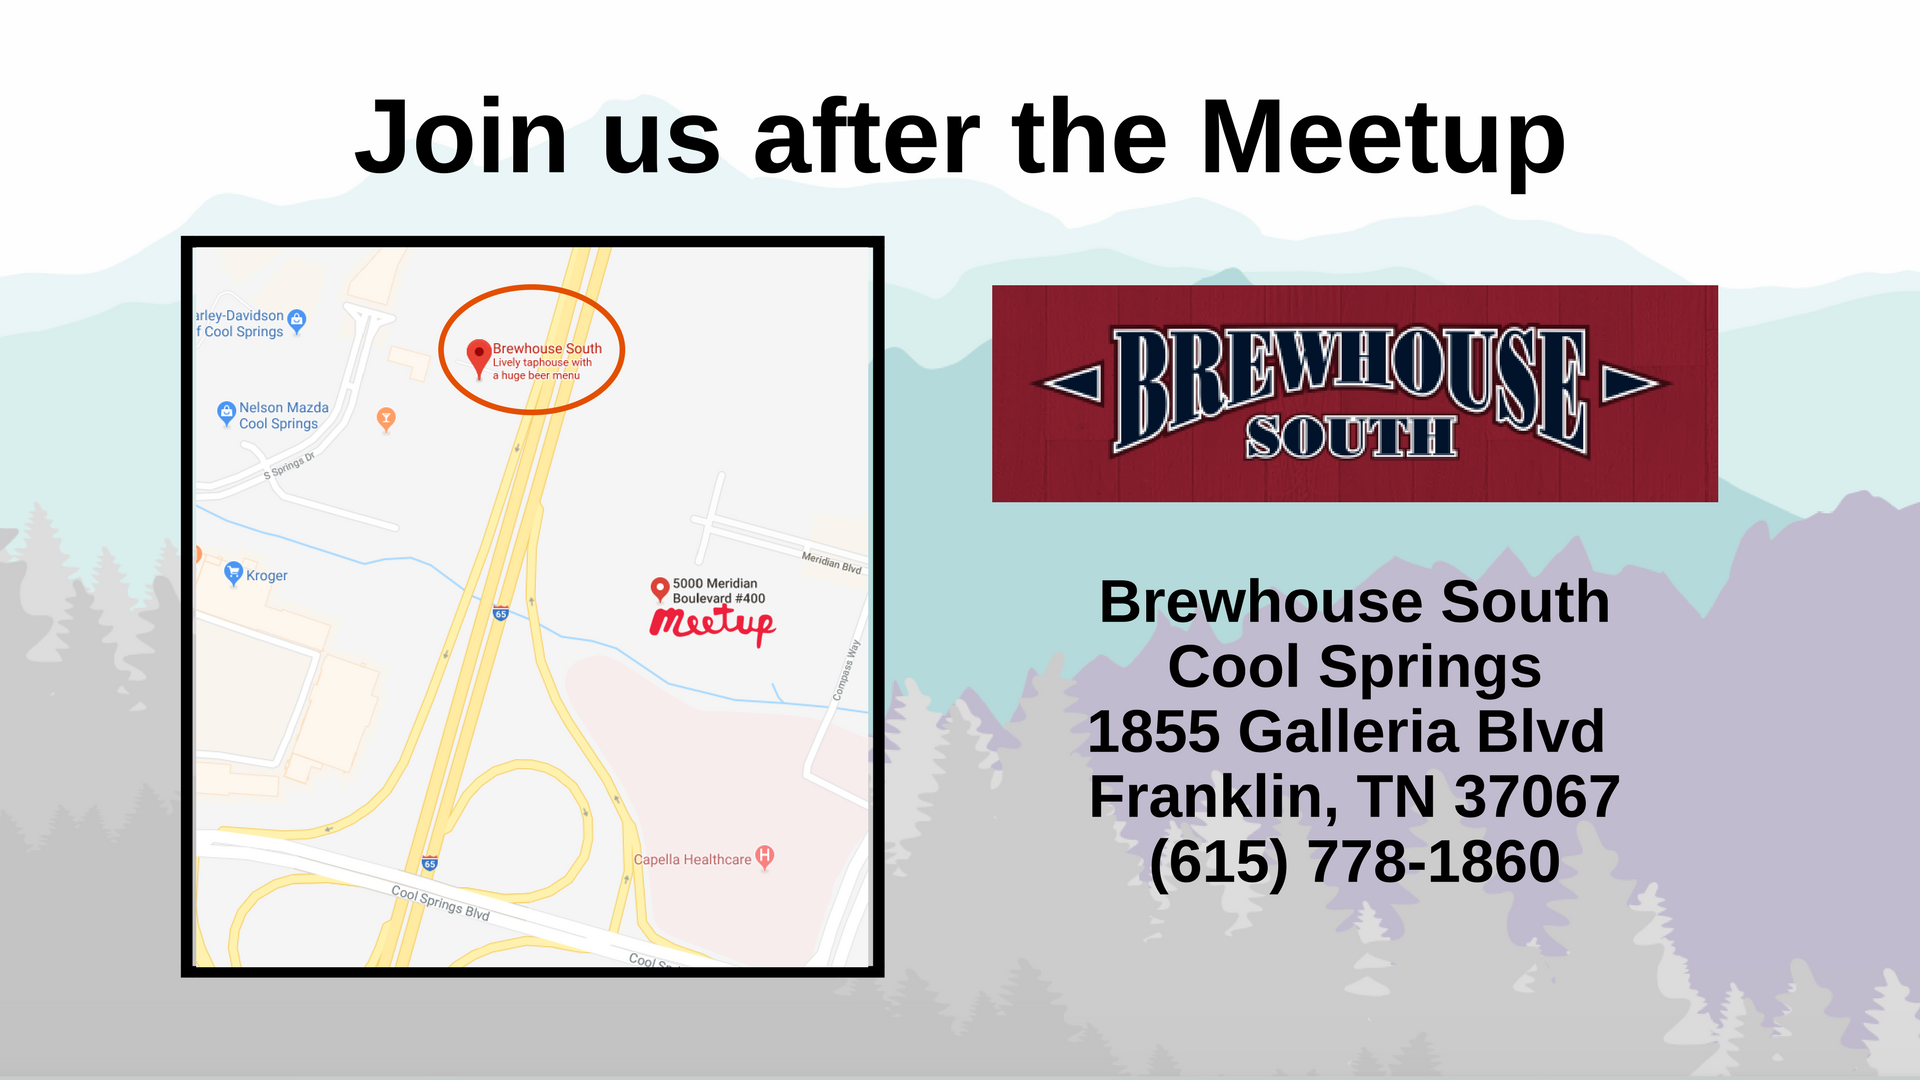 Join us after the Meetup
arley-Davidson
f Cool Springs
Brewhouse South
Lively taphouse with
a huge beer menu
Nelson Mazda
Cool Springs
S Springs Dr
Kroger
65
Meridian Blvd
5000 Meridian
Boulevard #400
meetup
Compass Way
Capella Healthcare
H
65
Cool Springs Blvd
Cool Sp
BREWHOUSE
SOUTH
Brewhouse South
Cool Springs
1855 Galleria Blvd
Franklin, TN 37067
(615) 778-1860